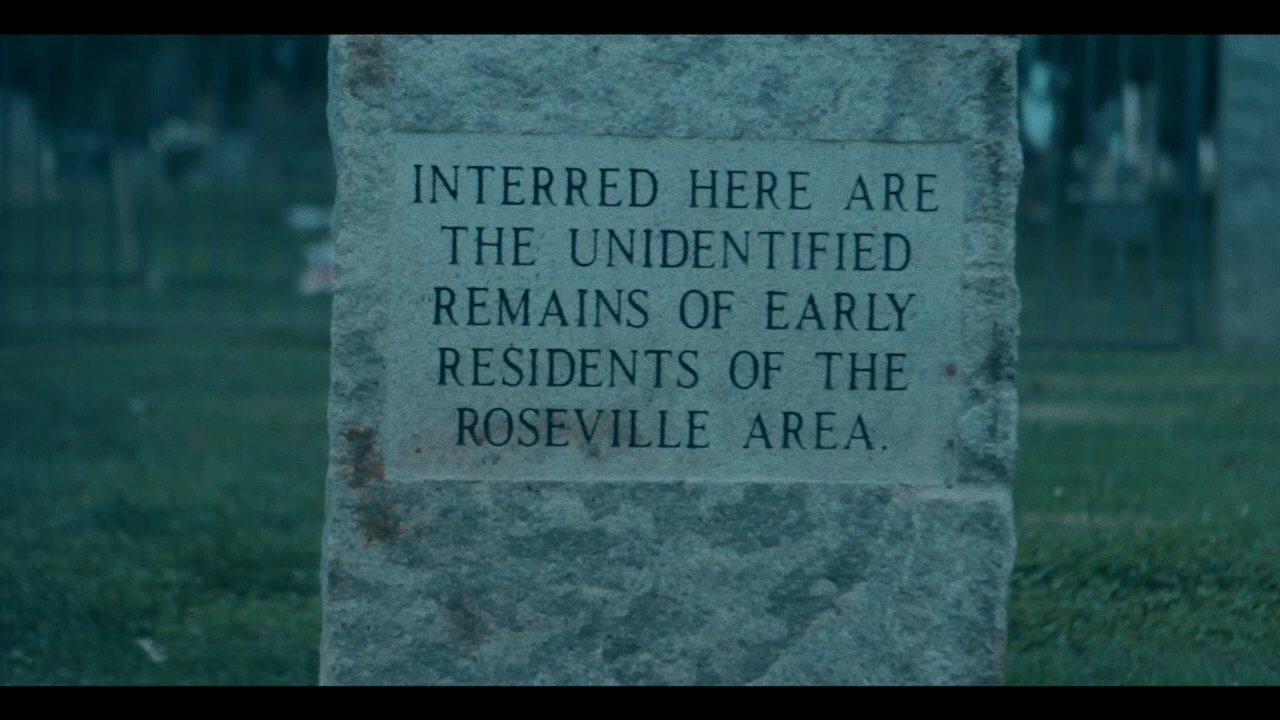 INTERRED HERE ARE
THE UNIDENTIFIED
REMAINS OF EARLY
RESIDENTS OF THE
ROSEVILLE AREA.